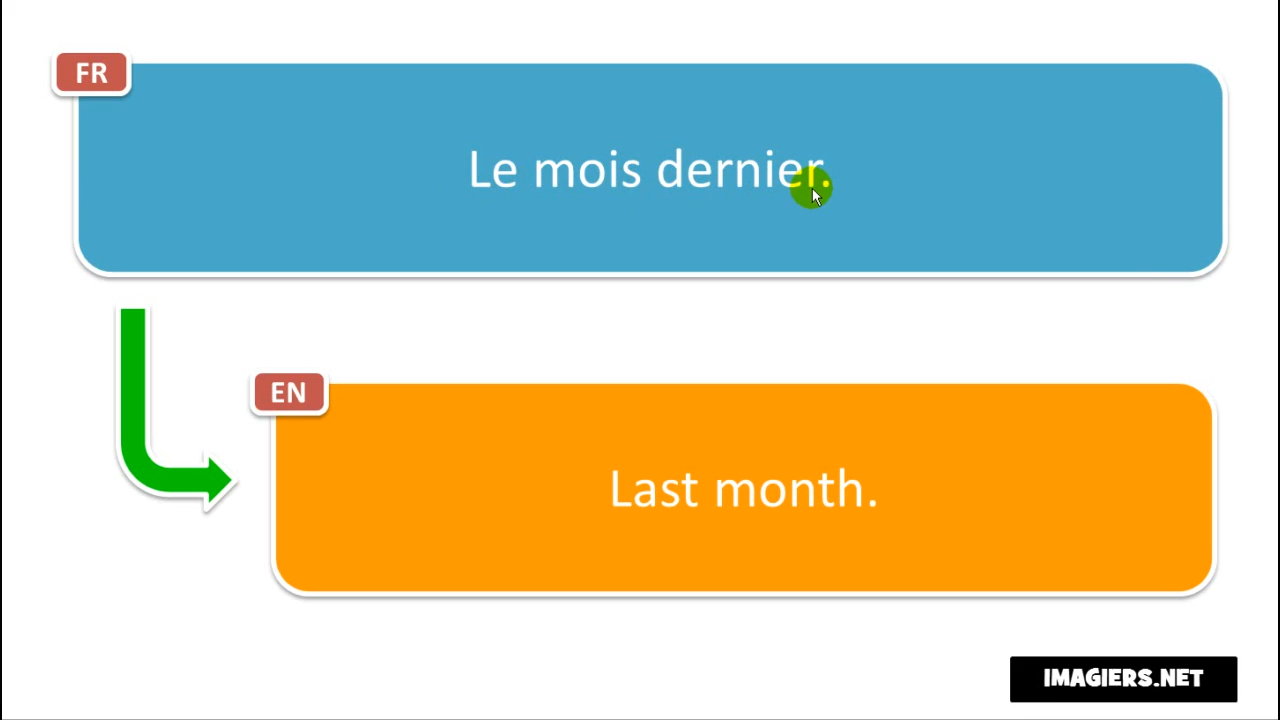 FR
Le mois dernier.
EN
Last month.
IMAGIERS.NET